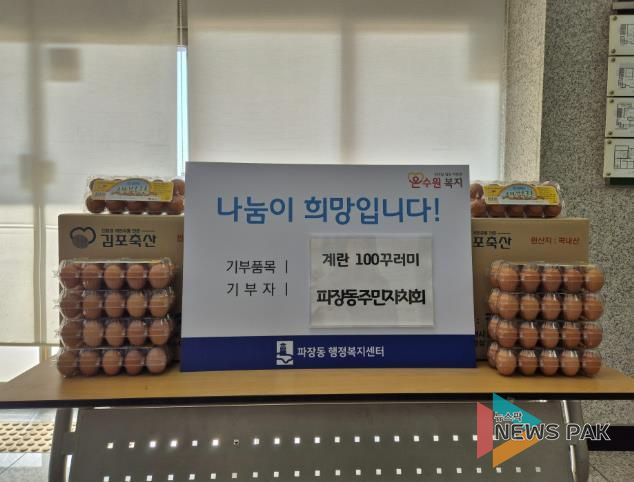 온수원 복지
나눔이 희망입니다!
기부품목 | 계란 100꾸러미
기 부 자 | 파장동주민자치회
파장동 행정복지센터
김포축산
원산지 : 국내산
뉴스팍
NEWS PAK